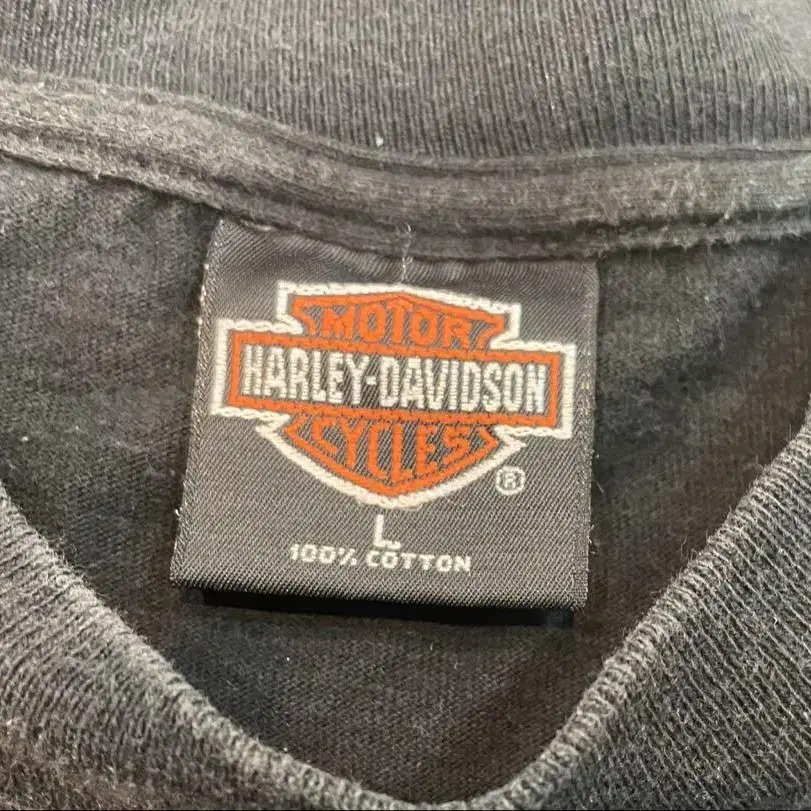 MOTOR
HARLEY-DAVIDSON
CYCLES
®
L
100% COTTON